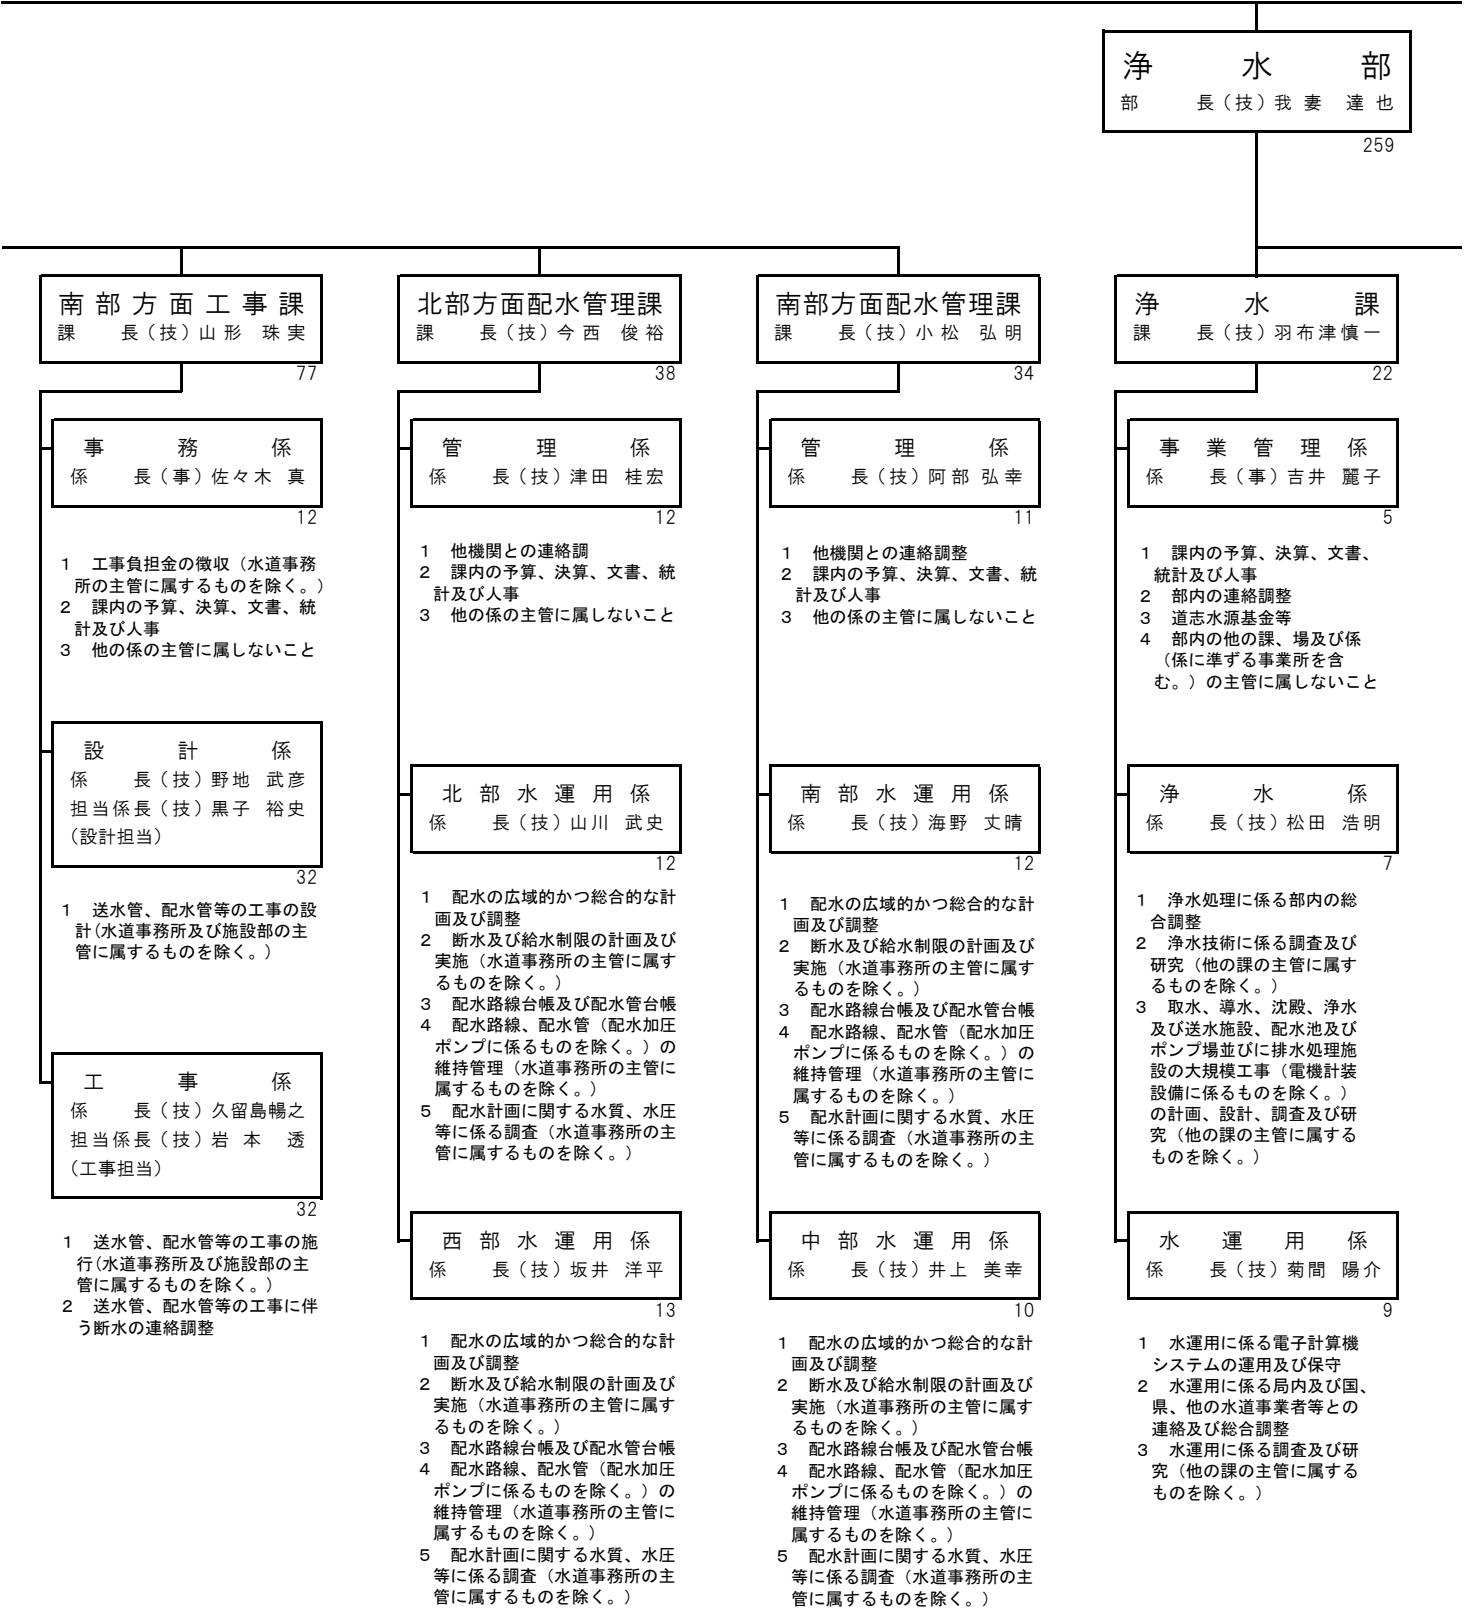 浄水部
部長（技）我妻 達也
259
南部方面工事課
課長（技）山形 珠実
77
事務係
係長（事）佐々木 真
12
1 工事負担金の徴収（水道事務
所の主管に属するものを除く。）
2 課内の予算、決算、文書、統
計及び人事
3 他の係の主管に属しないこと
設計係
係長（技）野地 武彦
担当係長（技）黒子 裕史
（設計担当）
32
1 送水管、配水管等の工事の設
計（水道事務所及び施設部の主
管に属するものを除く。）
工事係
係長（技）久留島暢之
担当係長（技）岩本 透
（工事担当）
32
1 送水管、配水管等の工事の施
行（水道事務所及び施設部の主
管に属するものを除く。）
2 送水管、配水管等の工事に伴
う断水の連絡調整
北部方面配水管理課
課長（技）今西 俊裕
38
管理係
係長（技）津田 桂宏
12
1 他機関との連絡調
2 課内の予算、決算、文書、統
計及び人事
3 他の係の主管に属しないこと
北部水運用係
係長（技）山川 武史
12
1 配水の広域的かつ総合的な計
画及び調整
2 断水及び給水制限の計画及び
実施（水道事務所の主管に属す
るものを除く。）
3 配水路線台帳及び配水管台帳
4 配水路線、配水管（配水加圧
ポンプに係るものを除く。）の
維持管理（水道事務所の主管に
属するものを除く。）
5 配水計画に関する水質、水圧
等に係る調査（水道事務所の主
管に属するものを除く。）
西部水運用係
係長（技）坂井 洋平
13
1 配水の広域的かつ総合的な計
画及び調整
2 断水及び給水制限の計画及び
実施（水道事務所の主管に属す
るものを除く。）
3 配水路線台帳及び配水管台帳
4 配水路線、配水管（配水加圧
ポンプに係るものを除く。）の
維持管理（水道事務所の主管に
属するものを除く。）
5 配水計画に関する水質、水圧
等に係る調査（水道事務所の主
管に属するものを除く。）
南部方面配水管理課
課長（技）小松 弘明
34
管理係
係長（技）阿部 弘幸
11
1 他機関との連絡調整
2 課内の予算、決算、文書、統
計及び人事
3 他の係の主管に属しないこと
南部水運用係
係長（技）海野 丈晴
12
1 配水の広域的かつ総合的な計
画及び調整
2 断水及び給水制限の計画及び
実施（水道事務所の主管に属す
るものを除く。）
3 配水路線台帳及び配水管台帳
4 配水路線、配水管（配水加圧
ポンプに係るものを除く。）の
維持管理（水道事務所の主管に
属するものを除く。）
5 配水計画に関する水質、水圧
等に係る調査（水道事務所の主
管に属するものを除く。）
中部水運用係
係長（技）井上 美幸
10
1 配水の広域的かつ総合的な計
画及び調整
2 断水及び給水制限の計画及び
実施（水道事務所の主管に属す
るものを除く。）
3 配水路線台帳及び配水管台帳
4 配水路線、配水管（配水加圧
ポンプに係るものを除く。）の
維持管理（水道事務所の主管に
属するものを除く。）
5 配水計画に関する水質、水圧
等に係る調査（水道事務所の主
管に属するものを除く。）
浄水課
課長（技）羽布津慎一
22
事業管理係
係長（事）吉井 麗子
5
1 課内の予算、決算、文書、
統計及び人事
2 部内の連絡調整
3 道志水源基金等
4 部内の他の課、場及び係
（係に準ずる事業所を含
む。）の主管に属しないこと
浄水係
係長（技）松田 浩明
7
1 浄水処理に係る部内の総
合調整
2 浄水技術に係る調査及び
研究（他の課の主管に属す
るものを除く。）
3 取水、導水、沈殿、浄水
及び送水施設、配水池及び
ポンプ場並びに排水処理施
設の大規模工事（電機計装
設備に係るものを除く。）
の計画、設計、調査及び研
究（他の課の主管に属する
ものを除く。）
水運用係
係長（技）菊間 陽介
9
1 水運用に係る電子計算機
システムの運用及び保守
2 水運用に係る局内及び国、
県、他の水道事業者等との
連絡及び総合調整
3 水運用に係る調査及び研
究（他の課の主管に属する
ものを除く。）